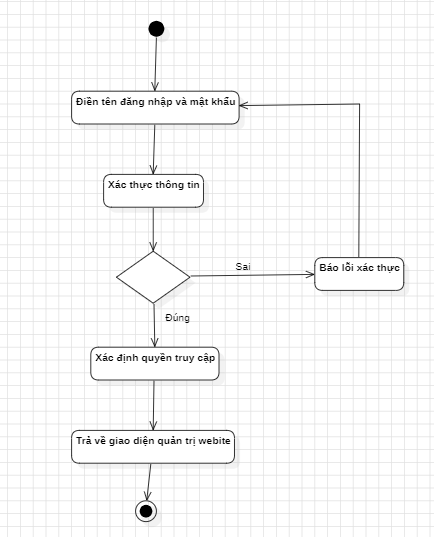 Điền tên đăng nhập và mật khẩu
Xác thực thông tin
Sai
Báo lỗi xác thực
Đúng
Xác định quyền truy cập
Trả về giao diện quản trị webite